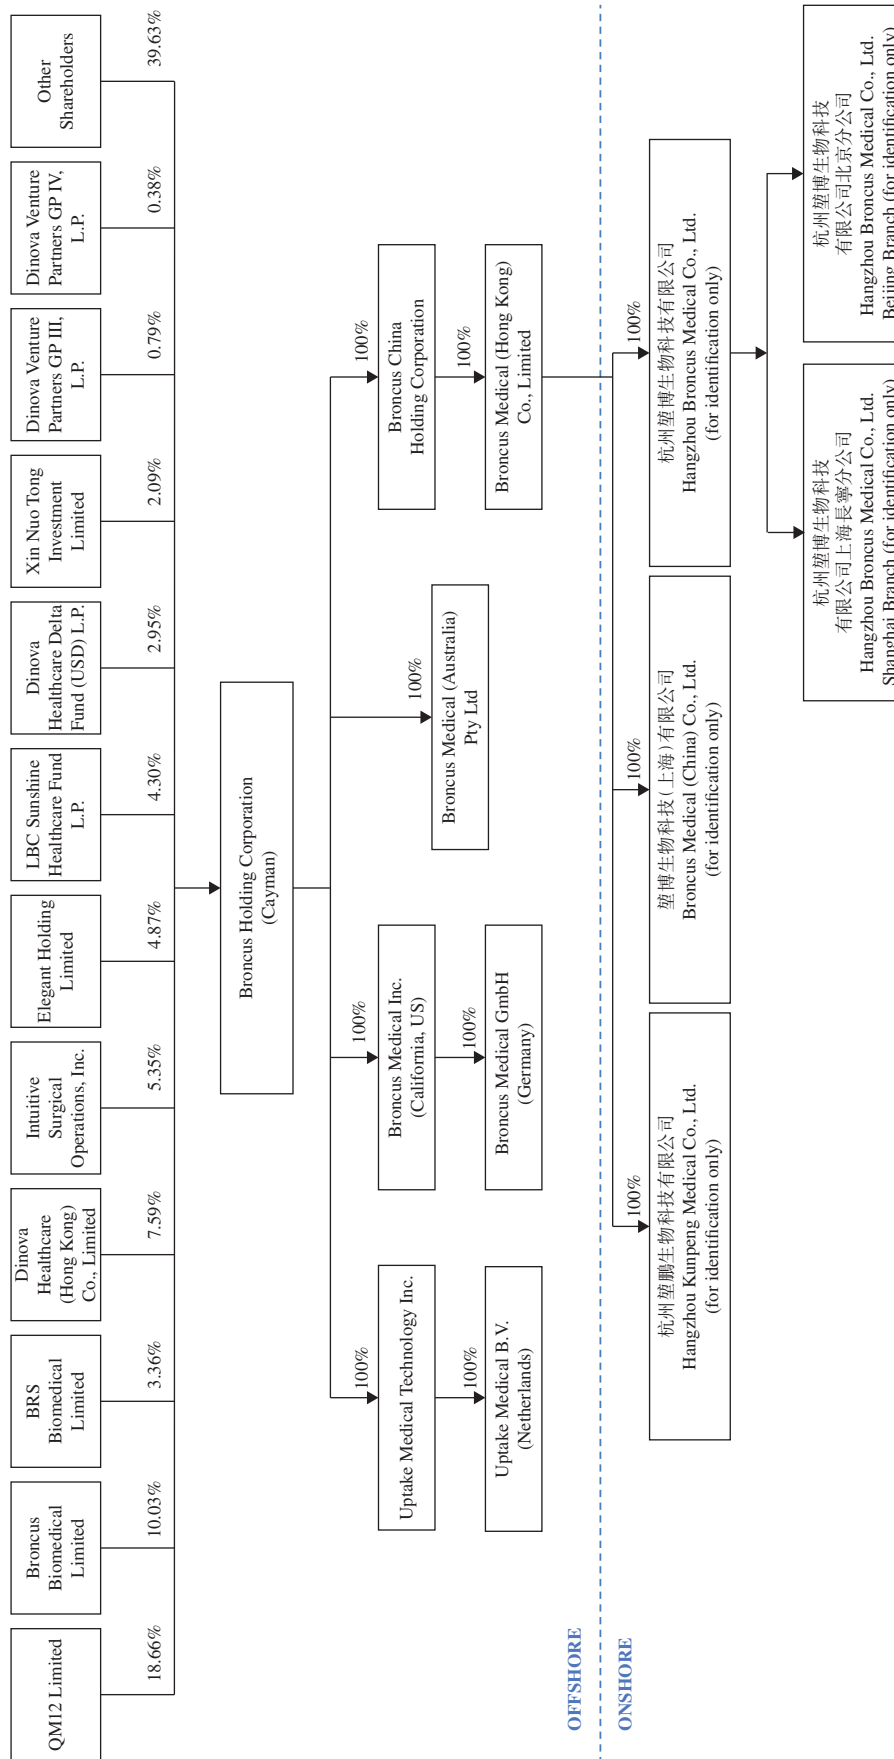 QM12 Limited
Broncus
Biomedical
Limited
BRS
Biomedical
Limited
Dinova
Healthcare
(Hong Kong)
Co., Limited
Intuitive
Surgical
Operations, Inc.
Elegant Holding
Limited
LBC Sunshine
Healthcare Fund
L.P.
Dinova
Healthcare Delta
Fund (USD) L.P.
Xin Nuo Tong
Investment
Limited
Dinova Venture
Partners GP III,
L.P.
Dinova Venture
Partners GP IV,
L.P.
Other
Shareholders
18.66%
10.03%
3.36%
7.59%
5.35%
4.87%
4.30%
2.95%
2.09%
0.79%
0.38%
39.63%
Broncus Holding Corporation
(Cayman)
100%
100%
100%
100%
Uptake Medical Technology Inc.
Broncus Medical Inc.
(California, US)
Broncus Medical (Australia)
Pty Ltd
Broncus China
Holding Corporation
100%
100%
100%
Uptake Medical B.V.
(Netherlands)
Broncus Medical GmbH
(Germany)
Broncus Medical (Hong Kong)
Co., Limited
OFFSHORE
ONSHORE
100%
100%
100%
杭州堃鵬生物科技有限公司
Hangzhou Kunpeng Medical Co., Ltd.
(for identification only)
堃博生物科技(上海)有限公司
Broncus Medical (China) Co., Ltd.
(for identification only)
杭州堃博生物科技有限公司
Hangzhou Broncus Medical Co., Ltd.
(for identification only)
杭州堃博生物科技
有限公司上海長寧分公司
Hangzhou Broncus Medical Co., Ltd.
Shanghai Branch (for identification only)
杭州堃博生物科技
有限公司北京分公司
Hangzhou Broncus Medical Co., Ltd.
Beijing Branch (for identification only)